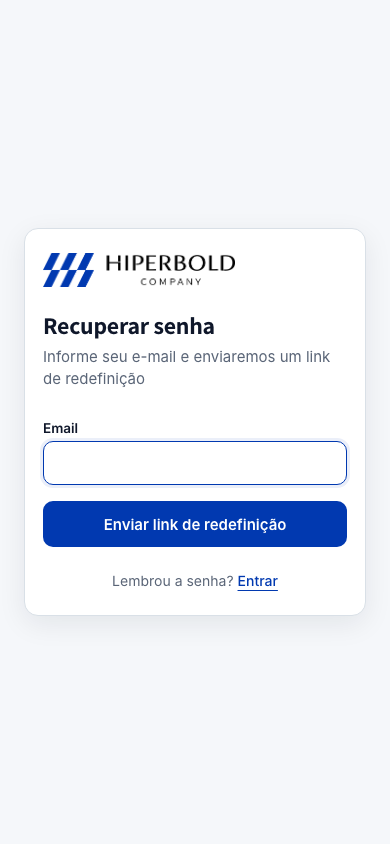 HIPERBOLD
COMPANY
Recuperar senha
Informe seu e-mail e enviaremos um link
de redefinição
Email
Enviar link de redefinição
Lembrou a senha? Entrar